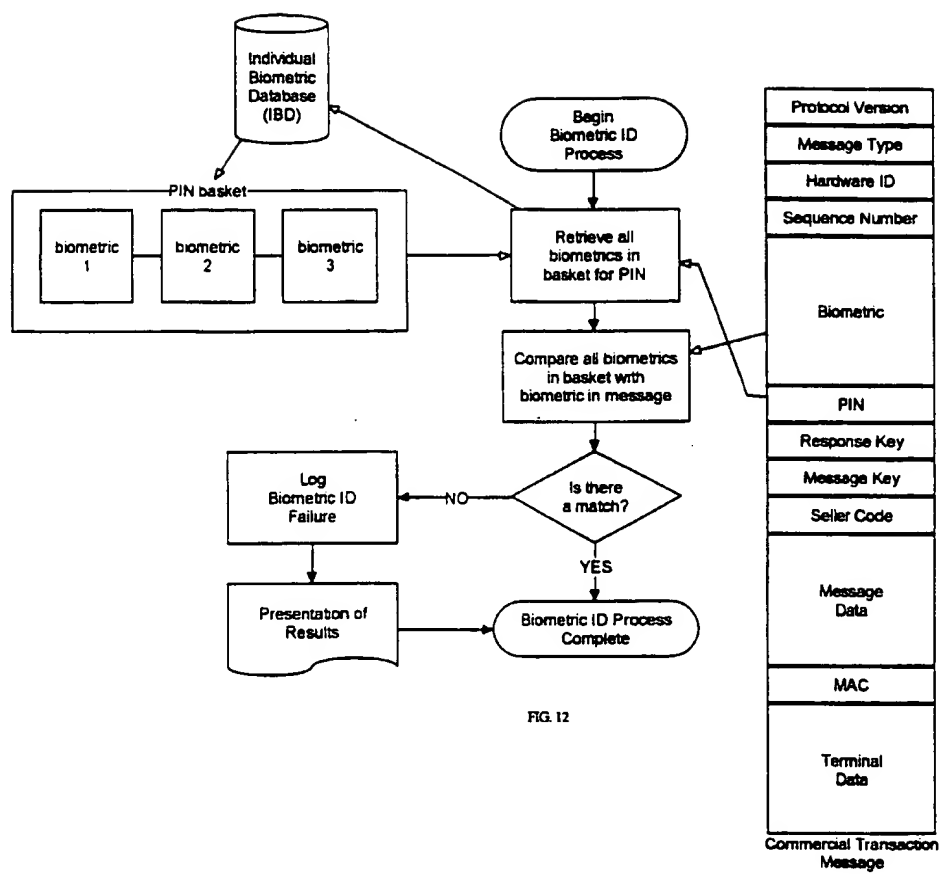 Individual
Biometric
Database
(IBD)
Begin
Biometric ID
Process
PIN basket
biometric
1
biometric
2
biometric
3
Retrieve all
biometrics in
basket for PIN
Compare all biometrics
in basket with
biometric in message
Is there
a match?
NO
YES
Log
Biometric ID
Failure
Presentation of
Results
Biometric ID Process
Complete
FIG. 12
Protocol Version
Message Type
Hardware ID
Sequence Number
Biometric
PIN
Response Key
Message Key
Seller Code
Message
Data
MAC
Terminal
Data
Commercial Transaction
Message